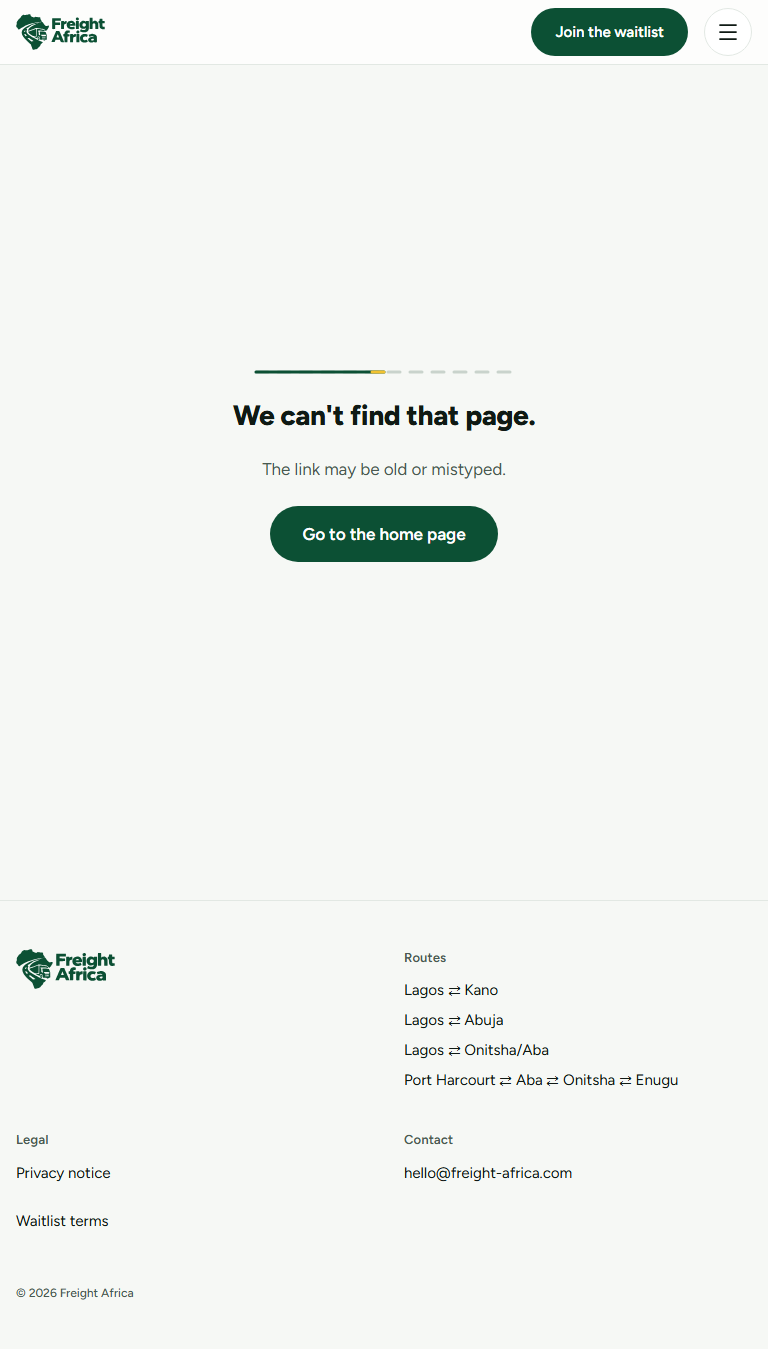 Freight
Africa
Join the waitlist
We can't find that page.
The link may be old or mistyped.
Go to the home page
Freight
Africa
Routes
Lagos ⇄ Kano
Lagos ⇄ Abuja
Lagos ⇄ Onitsha/Aba
Port Harcourt ⇄ Aba ⇄ Onitsha ⇄ Enugu
Legal
Privacy notice
Waitlist terms
Contact
hello@freight-africa.com
© 2026 Freight Africa